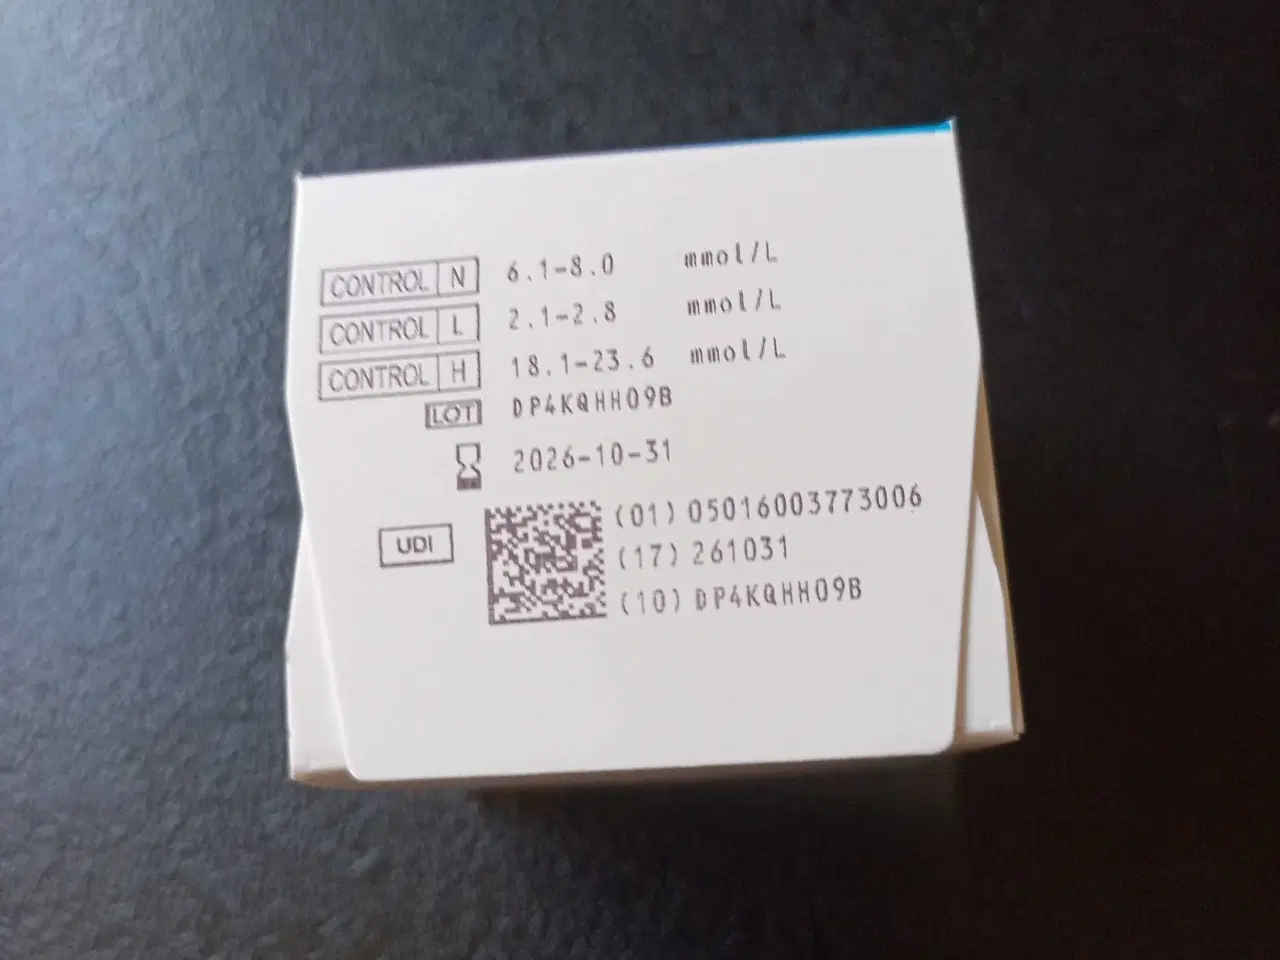 CONTROL N 6.1-8.0 mmol/L
CONTROL L 2.1-2.8 mmol/L
CONTROL H 18.1-23.6 mmol/L
LOT DP4KQHH09B
2026-10-31
UDI
(01) 05016003773006
(17) 261031
(10) DP4KQHH09B